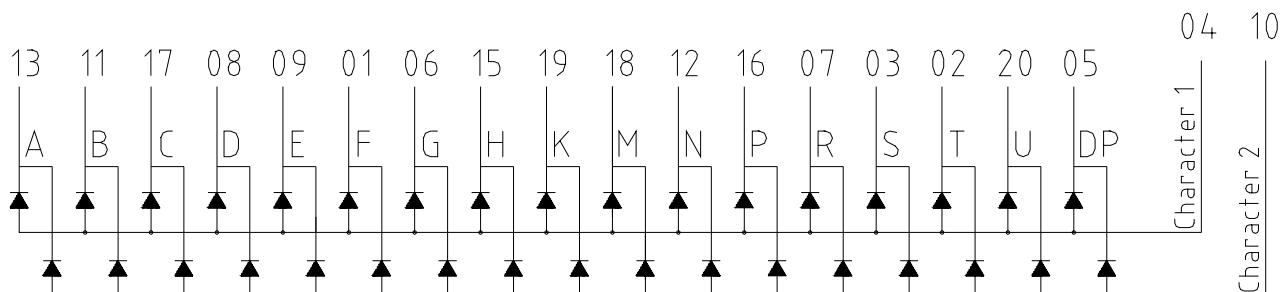 04 10
13 11 17 08 09 01 06 15 19 18 12 16 07 03 02 20 05
A B C D E F G H K M N P R S T U DP
Character 1
Character 2